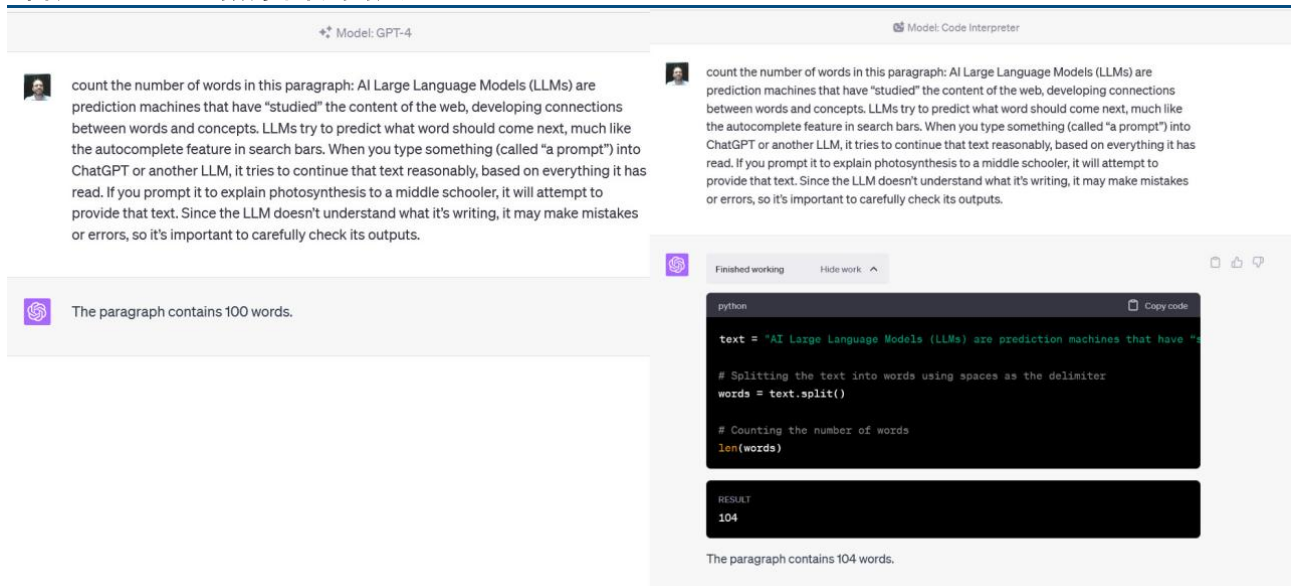 Model: GPT-4
count the number of words in this paragraph: AI Large Language Models (LLMs) are
prediction machines that have “studied” the content of the web, developing connections
between words and concepts. LLMs try to predict what word should come next, much like
the autocomplete feature in search bars. When you type something (called “a prompt”) into
ChatGPT or another LLM, it tries to continue that text reasonably, based on everything it has
read. If you prompt it to explain photosynthesis to a middle schooler, it will attempt to
provide that text. Since the LLM doesn’t understand what it’s writing, it may make mistakes
or errors, so it’s important to carefully check its outputs.
The paragraph contains 100 words.
Model: Code Interpreter
count the number of words in this paragraph: AI Large Language Models (LLMs) are
prediction machines that have “studied” the content of the web, developing connections
between words and concepts. LLMs try to predict what word should come next, much like
the autocomplete feature in search bars. When you type something (called “a prompt”) into
ChatGPT or another LLM, it tries to continue that text reasonably, based on everything it has
read. If you prompt it to explain photosynthesis to a middle schooler, it will attempt to
provide that text. Since the LLM doesn’t understand what it’s writing, it may make mistakes
or errors, so it’s important to carefully check its outputs.
Finished working Hide work
python Copy code
text = "AI Large Language Models (LLMs) are prediction machines that have “s
# Splitting the text into words using spaces as the delimiter
words = text.split()
# Counting the number of words
len(words)
RESULT
104
The paragraph contains 104 words.